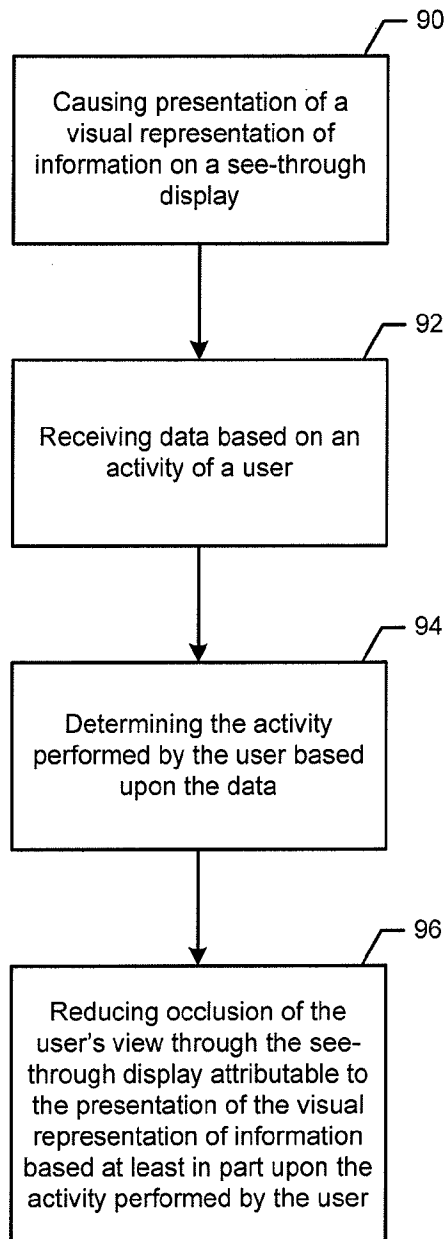 90
Causing presentation of a
visual representation of
information on a see-through
display
92
Receiving data based on an
activity of a user
94
Determining the activity
performed by the user based
upon the data
96
Reducing occlusion of the
user's view through the see-
through display attributable to
the presentation of the visual
representation of information
based at least in part upon the
activity performed by the user